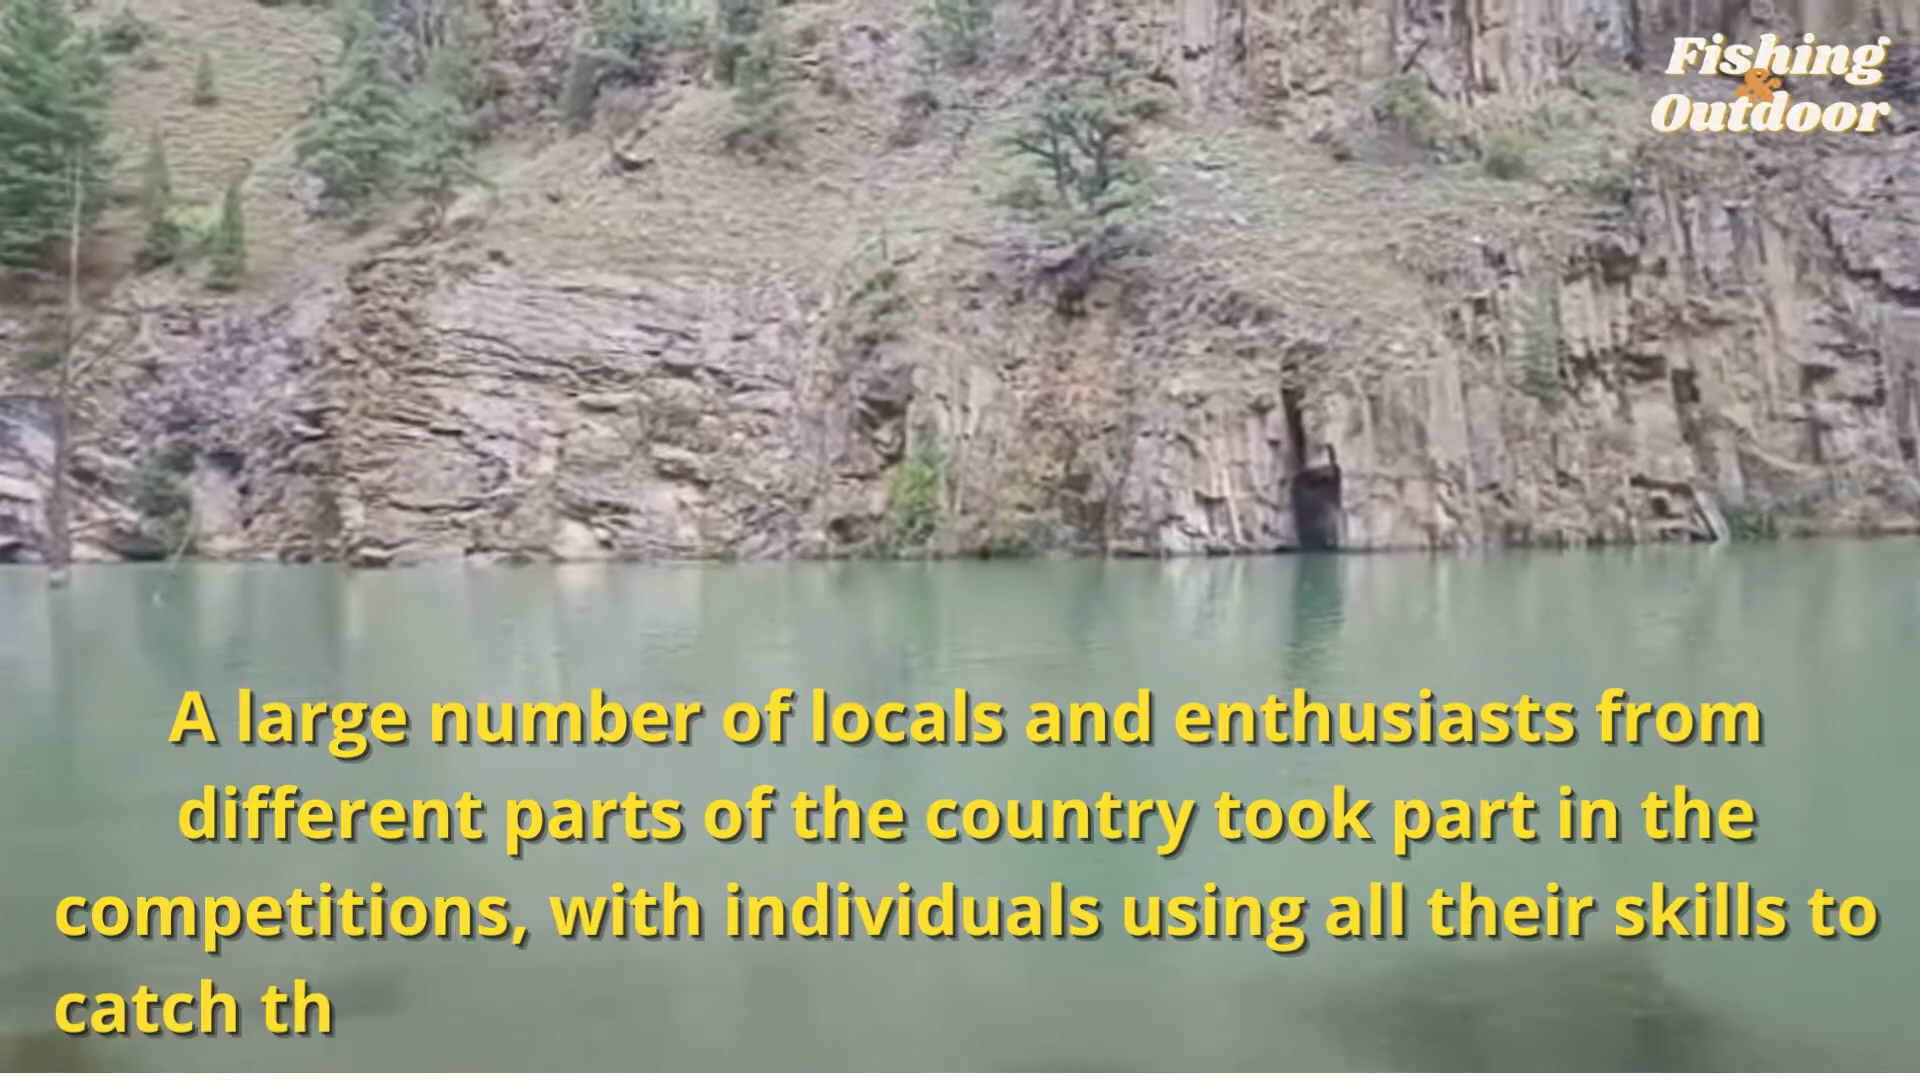 Fishing
&
Outdoor
A large number of locals and enthusiasts from
different parts of the country took part in the
competitions, with individuals using all their skills to
catch th